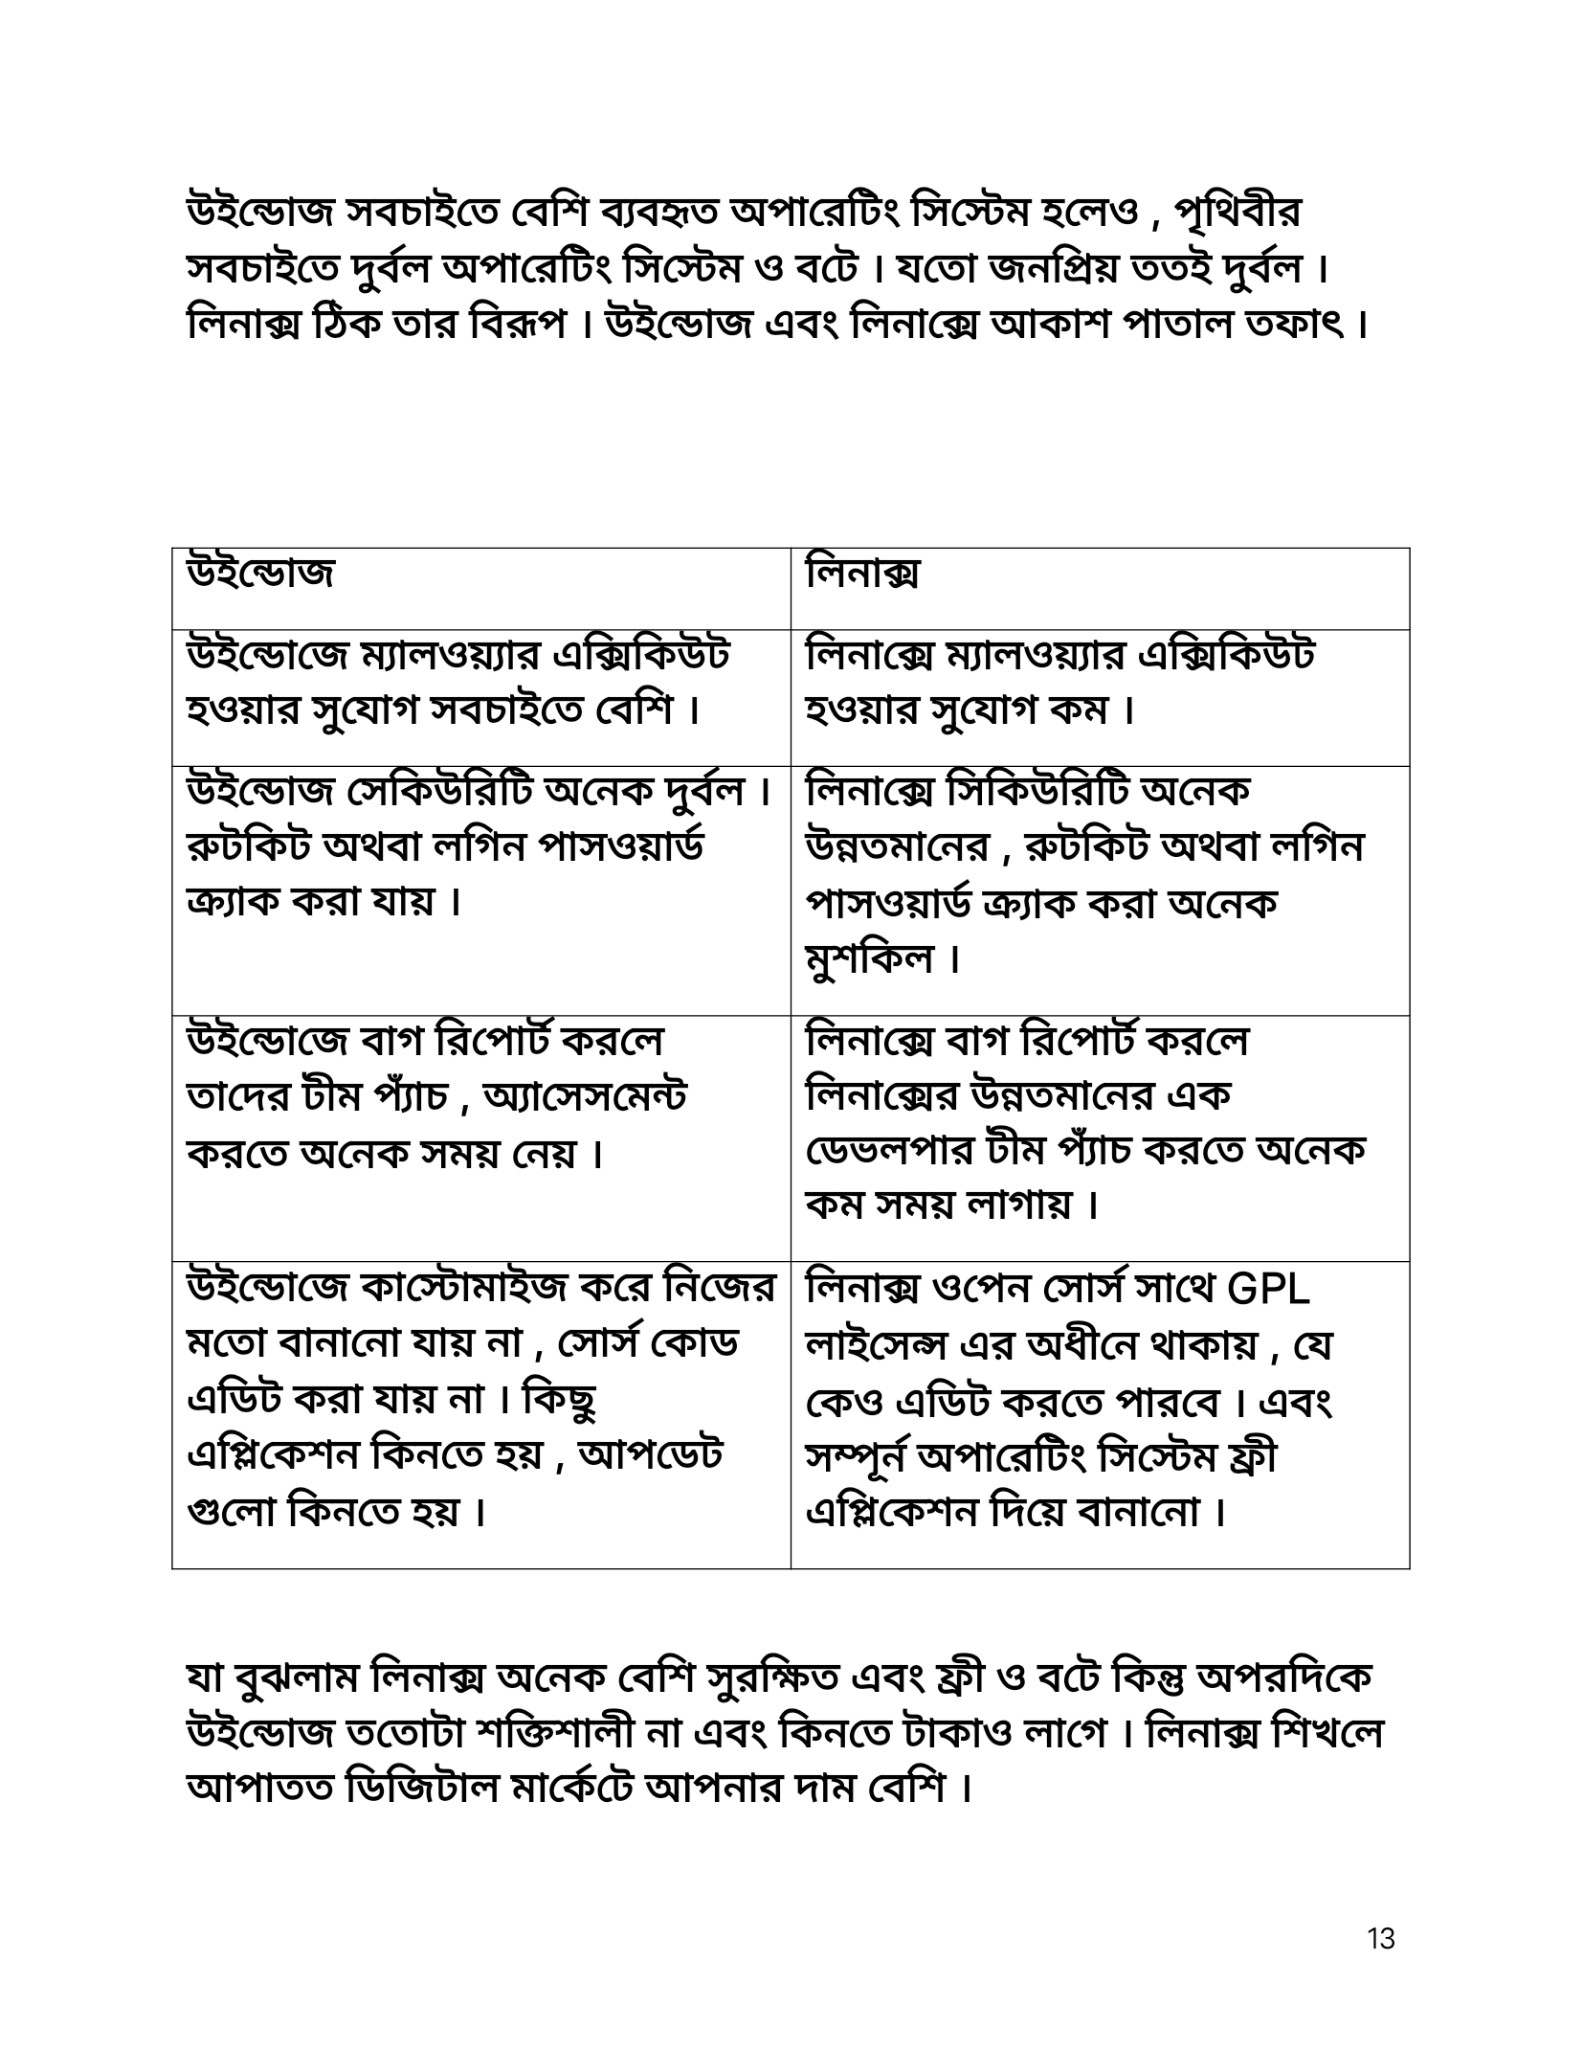 উইন্ডোজ সবচাইতে বেশি ব্যবহৃত অপারেটিং সিস্টেম হলেও , পৃথিবীর
সবচাইতে দুর্বল অপারেটিং সিস্টেম ও বটে । যতো জনপ্রিয় ততই দুর্বল ।
লিনাক্স ঠিক তার বিরূপ । উইন্ডোজ এবং লিনাক্সে আকাশ পাতাল তফাৎ ।
উইন্ডোজ
লিনাক্স
উইন্ডোজে ম্যালওয়্যার এক্সিকিউট
হওয়ার সুযোগ সবচাইতে বেশি ।
লিনাক্সে ম্যালওয়্যার এক্সিকিউট
হওয়ার সুযোগ কম ।
উইন্ডোজ সেকিউরিটি অনেক দুর্বল ।
রুটকিট অথবা লগিন পাসওয়ার্ড
ক্র্যাক করা যায় ।
লিনাক্সে সিকিউরিটি অনেক
উন্নতমানের , রুটকিট অথবা লগিন
পাসওয়ার্ড ক্র্যাক করা অনেক
মুশকিল ।
উইন্ডোজে বাগ রিপোর্ট করলে
তাদের টীম প্যাঁচ , অ্যাসেসমেন্ট
করতে অনেক সময় নেয় ।
লিনাক্সে বাগ রিপোর্ট করলে
লিনাক্সের উন্নতমানের এক
ডেভলপার টীম প্যাঁচ করতে অনেক
কম সময় লাগায় ।
উইন্ডোজে কাস্টোমাইজ করে নিজের
মতো বানানো যায় না , সোর্স কোড
এডিট করা যায় না । কিছু
এপ্লিকেশন কিনতে হয় , আপডেট
গুলো কিনতে হয় ।
লিনাক্স ওপেন সোর্স সাথে GPL
লাইসেন্স এর অধীনে থাকায় , যে
কেও এডিট করতে পারবে । এবং
সম্পূর্ন অপারেটিং সিস্টেম ফ্রী
এপ্লিকেশন দিয়ে বানানো ।
যা বুঝলাম লিনাক্স অনেক বেশি সুরক্ষিত এবং ফ্রী ও বটে কিন্তু অপরদিকে
উইন্ডোজ ততোটা শক্তিশালী না এবং কিনতে টাকাও লাগে । লিনাক্স শিখলে
আপাতত ডিজিটাল মার্কেটে আপনার দাম বেশি ।
13